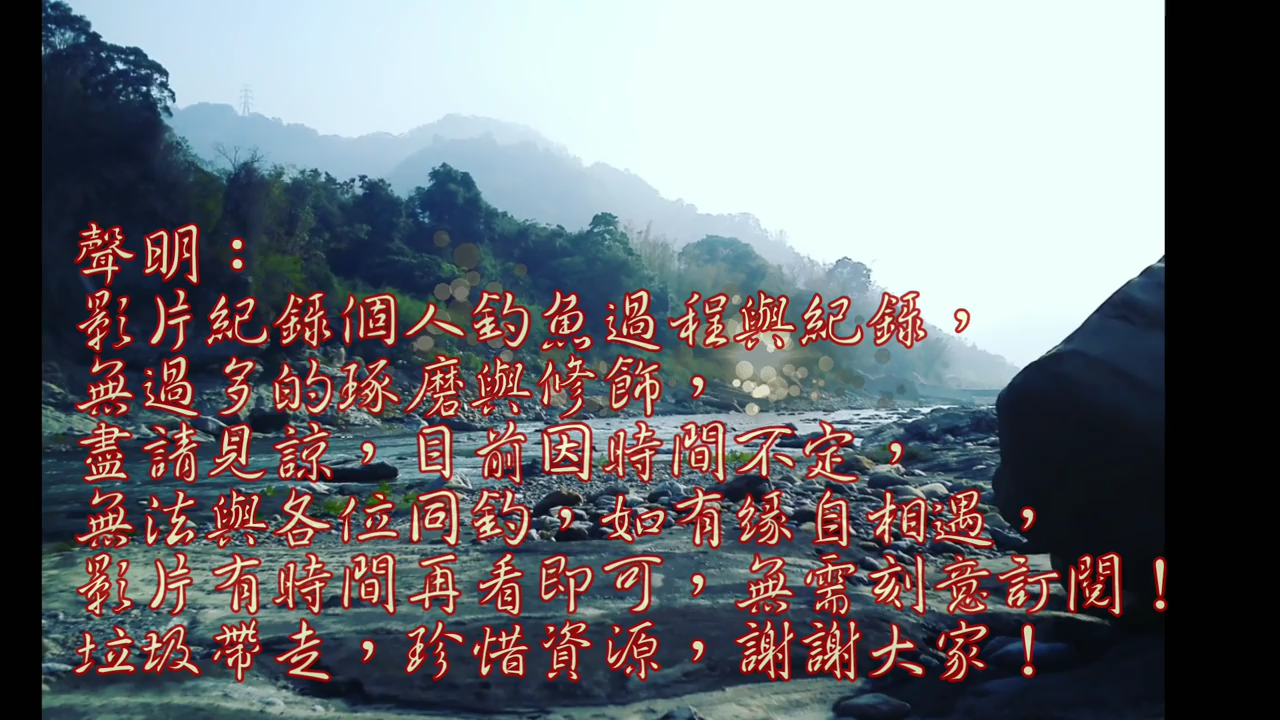 聲明：
影片紀錄個人釣魚過程與紀錄，
無過多的琢磨與修飾，
盡請見諒，目前因時間不定，
無法與各位同釣，如有緣自相遇，
影片有時間再看即可，無需刻意訂閱！
垃圾帶走，珍惜資源，謝謝大家！